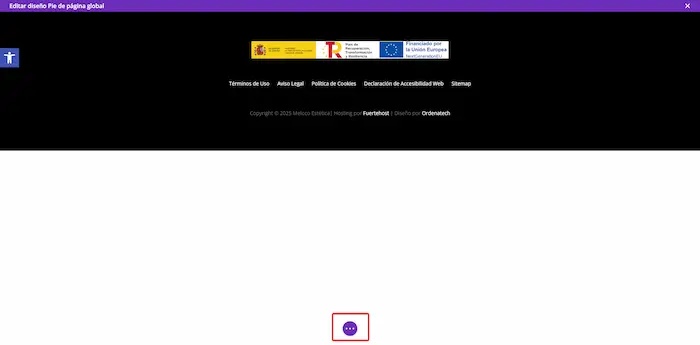 Editar diseño Pie de página global
Plan de
Recuperación,
Transformación
y Resiliencia
Financiado por
la Unión Europea
NextGenerationEU
Términos de Uso Aviso Legal Política de Cookies Declaración de Accesibilidad Web Sitemap
Copyright © 2025 Meloco Estética| Hosting por Fuertehost | Diseño por Ordenatech